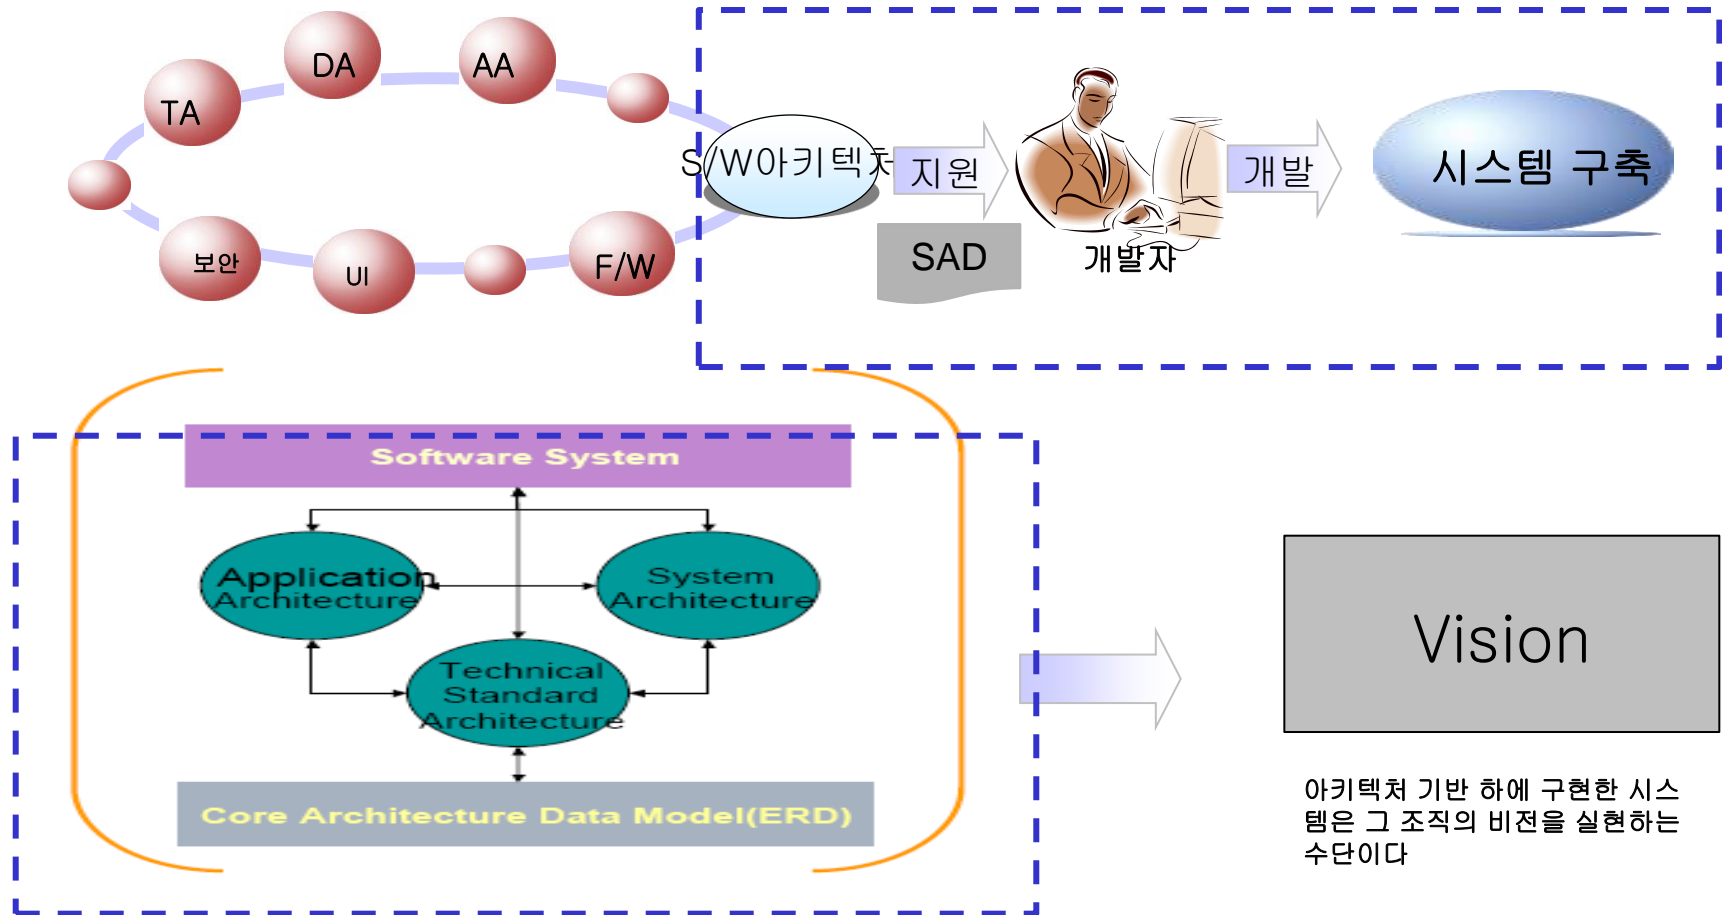 DA
AA
TA
S/W아키텍처
지원
개발
시스템 구축
보안
UI
F/W
SAD
개발자
Software System
Application
Architecture
System
Architecture
Technical
Standard
Architecture
Core Architecture Data Model(ERD)
Vision
아키텍처 기반 하에 구현한 시스
템은 그 조직의 비전을 실현하는
수단이다